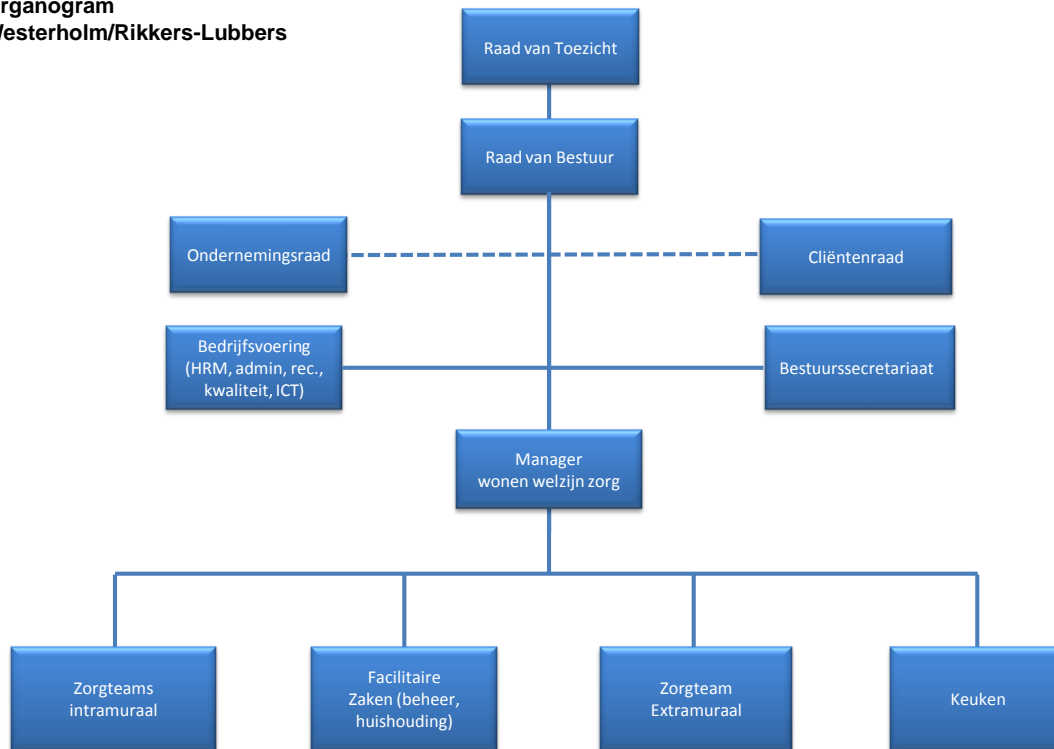 rganogram
Westerholm/Rikkers-Lubbers
Raad van Toezicht
Raad van Bestuur
Ondernemingsraad
Cliëntenraad
Bedrijfsvoering
(HRM, admin, rec.,
kwaliteit, ICT)
Bestuurssecretariaat
Manager
wonen welzijn zorg
Zorgteams
intramuraal
Facilitaire
Zaken (beheer,
huishouding)
Zorgteam
Extramuraal
Keuken